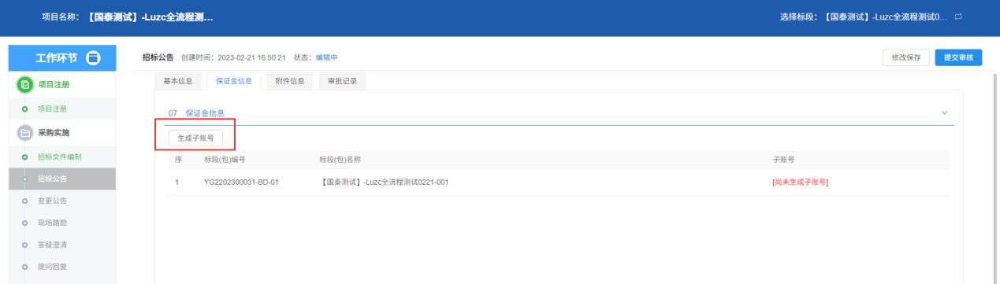 项目名称：【国泰测试】-Luzc全流程测... 选择标段：【国泰测试】-Luzc全流程测试0...
工作环节
招标公告 创建时间：2023-02-21 16:50:21 状态：编辑中 修改保存 提交审核
基本信息 保证金信息 附件信息 审批记录
项目注册
项目注册
07 保证金信息
采购实施
生成子账号
招标文件编制
序 标段(包)编号 标段(包)名称 子账号
招标公告
1 YG2202300031-BD-01 【国泰测试】-Luzc全流程测试0221-001 [尚未生成子账号]
变更公告
现场踏勘
答疑澄清
提问回复